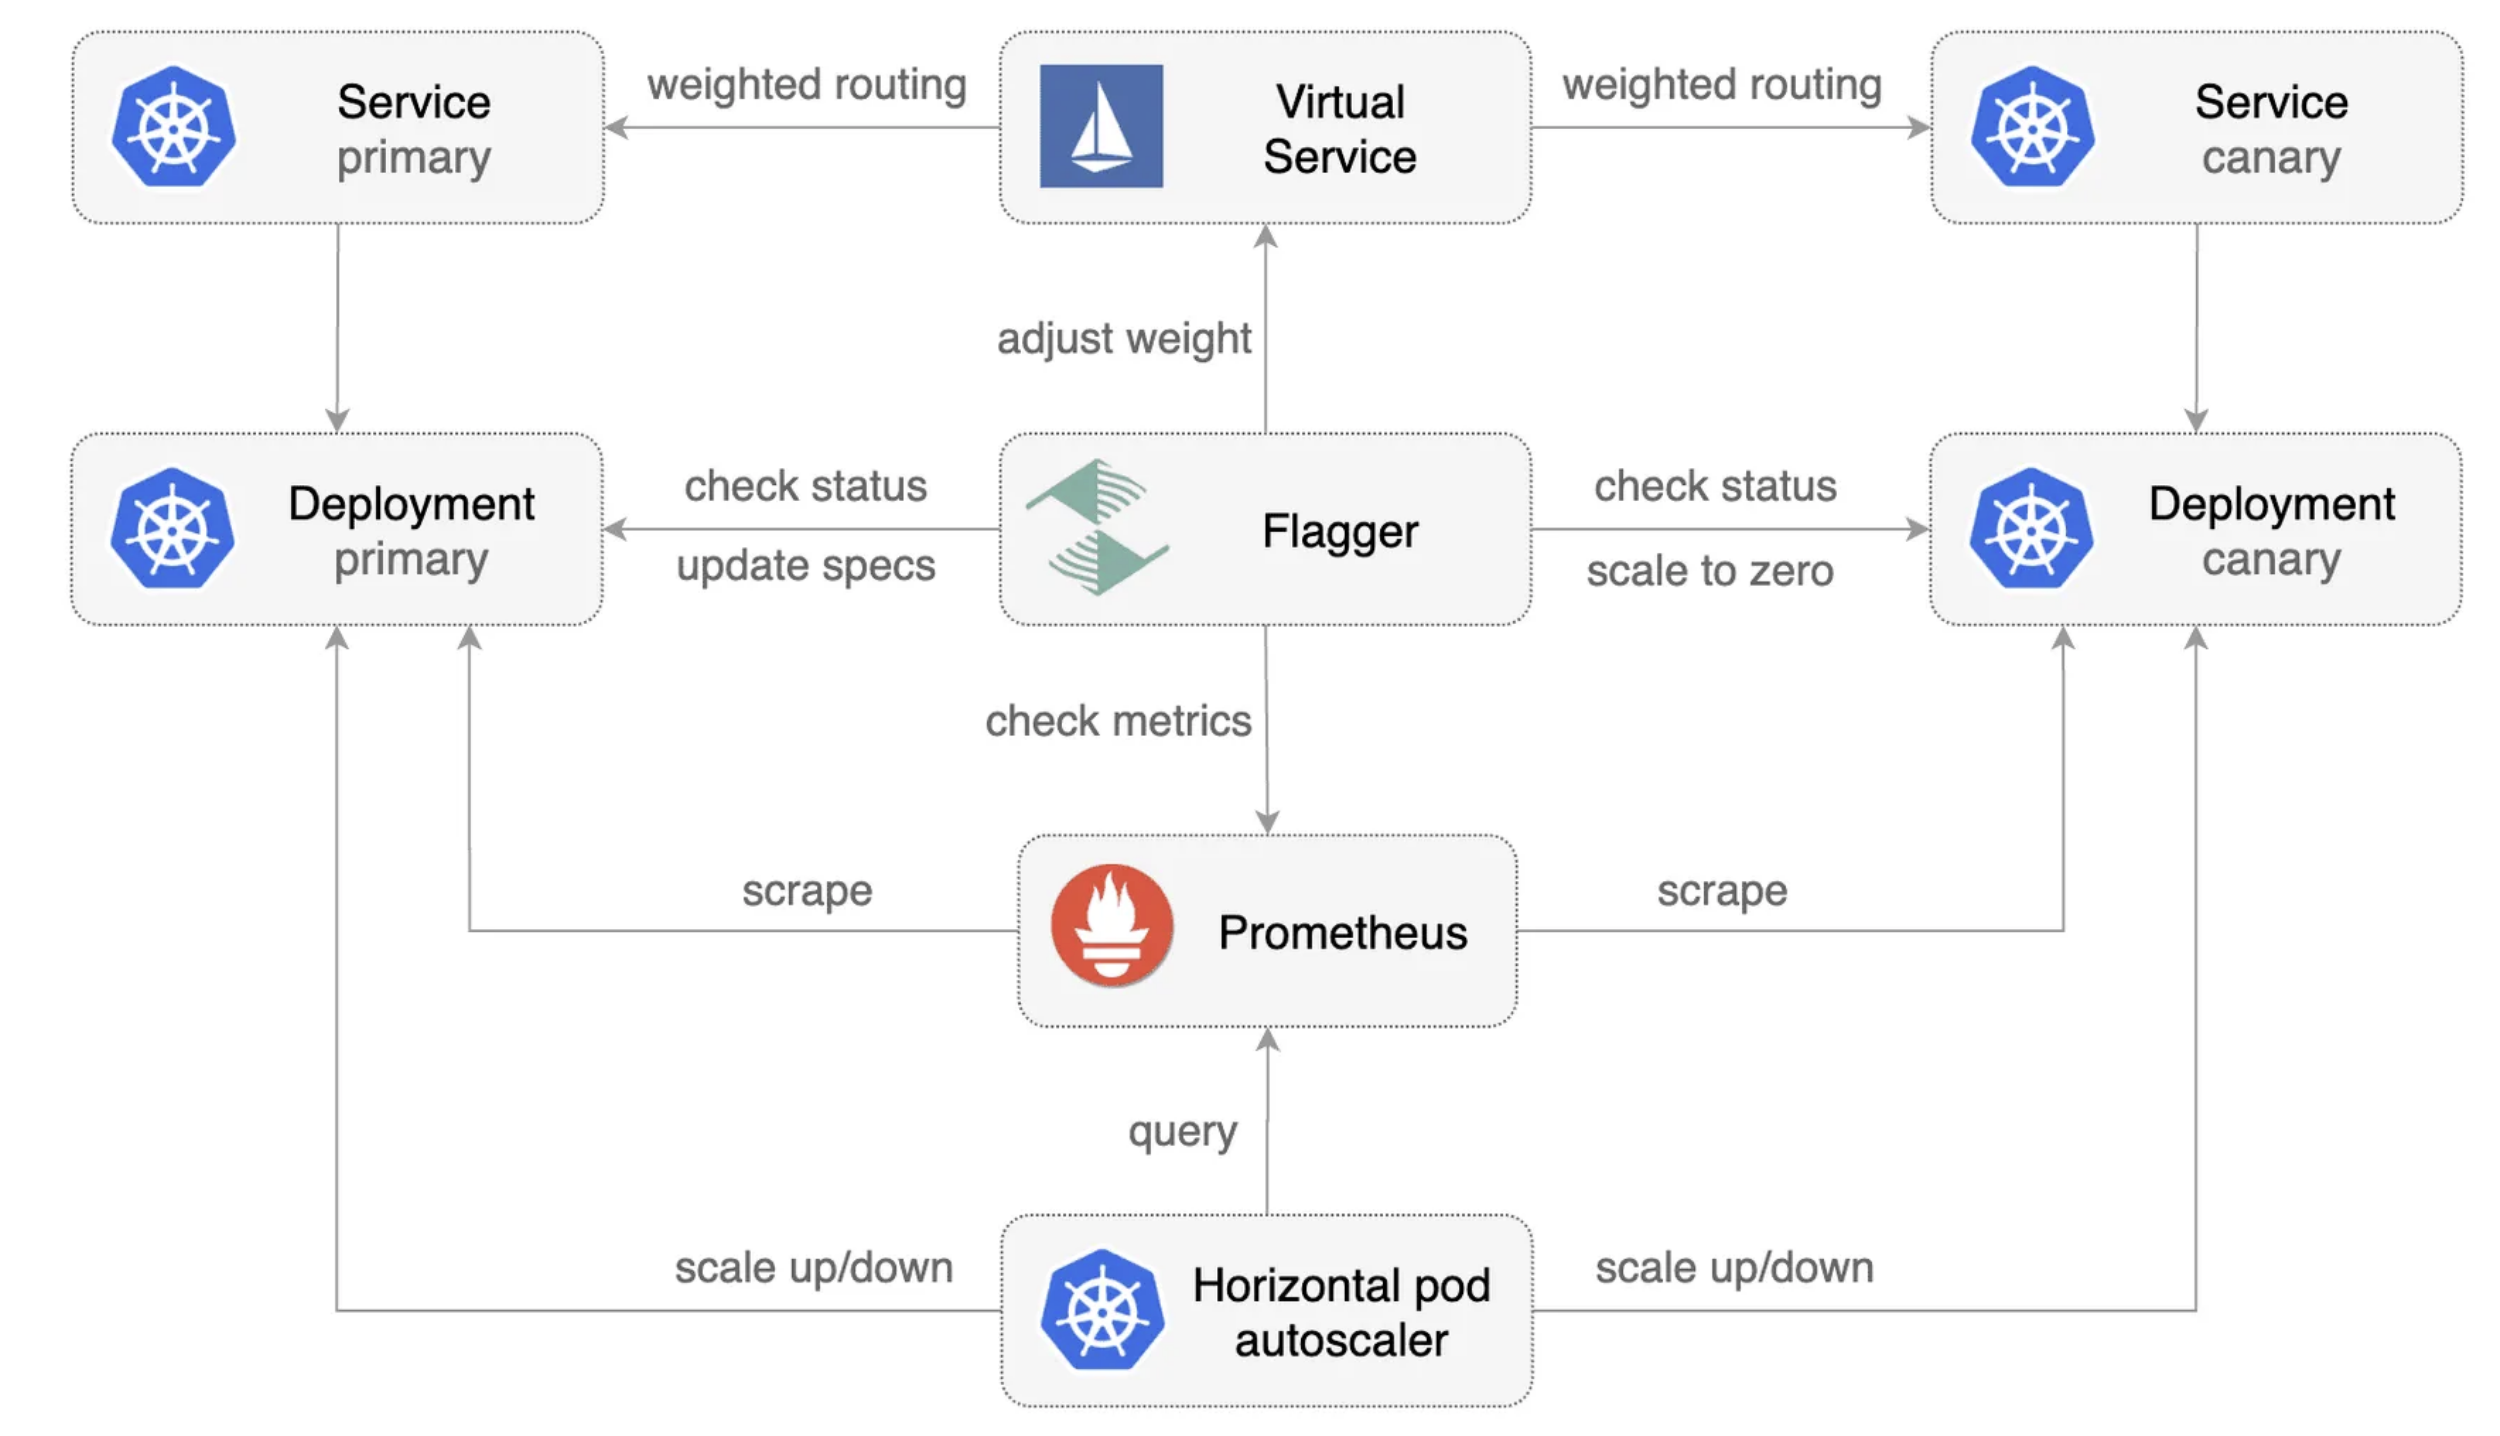 Service
primary
weighted routing
Virtual
Service
weighted routing
Service
canary
adjust weight
Deployment
primary
check status
update specs
Flagger
check status
scale to zero
Deployment
canary
check metrics
scrape
Prometheus
scrape
query
scale up/down
Horizontal pod
autoscaler
scale up/down